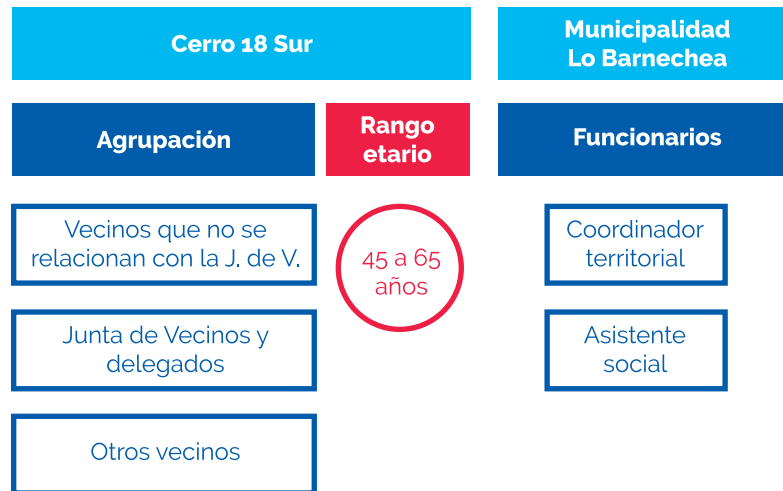 Cerro 18 Sur
Municipalidad
Lo Barnechea
Agrupación
Rango
etario
Funcionarios
Vecinos que no se
relacionan con la J. de V.
45 a 65
años
Coordinador
territorial
Junta de Vecinos y
delegados
Asistente
social
Otros vecinos